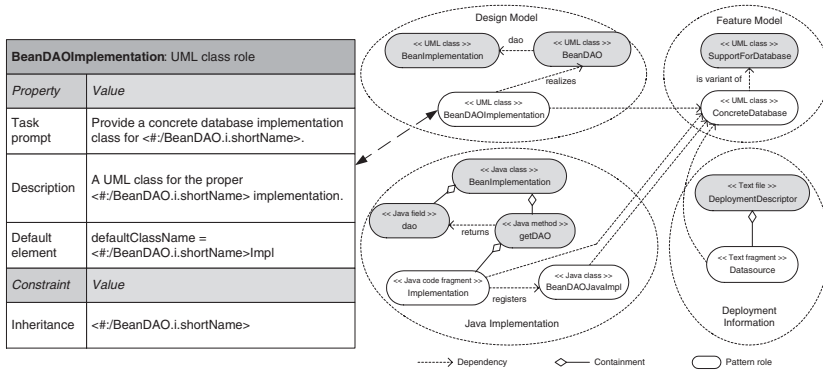 BeanDAOImplementation: UML class role
Property Value
Task prompt
Provide a concrete database implementation
class for <#:/BeanDAO.i.shortName>.
Description
A UML class for the proper
<#:/BeanDAO.i.shortName> implementation.
Default element
defaultClassName =
<#:/BeanDAO.i.shortName>Impl
Constraint Value
Inheritance <#:/BeanDAO.i.shortName>
Design Model
<< UML class >>
BeanImplementation
dao
<< UML class >>
BeanDAO
realizes
<< UML class >>
BeanDAOImplementation
Feature Model
<< UML class >>
SupportForDatabase
is variant of
<< UML class >>
ConcreteDatabase
<< Java class >>
BeanImplementation
<< Java field >>
dao
returns
<< Java method >>
getDAO
<< Java code fragment >>
Implementation
registers
<< Java class >>
BeanDAOJavaImpl
Java Implementation
<< Text file >>
DeploymentDescriptor
<< Text fragment >>
Datasource
Deployment
Information
Dependency
Containment
Pattern role